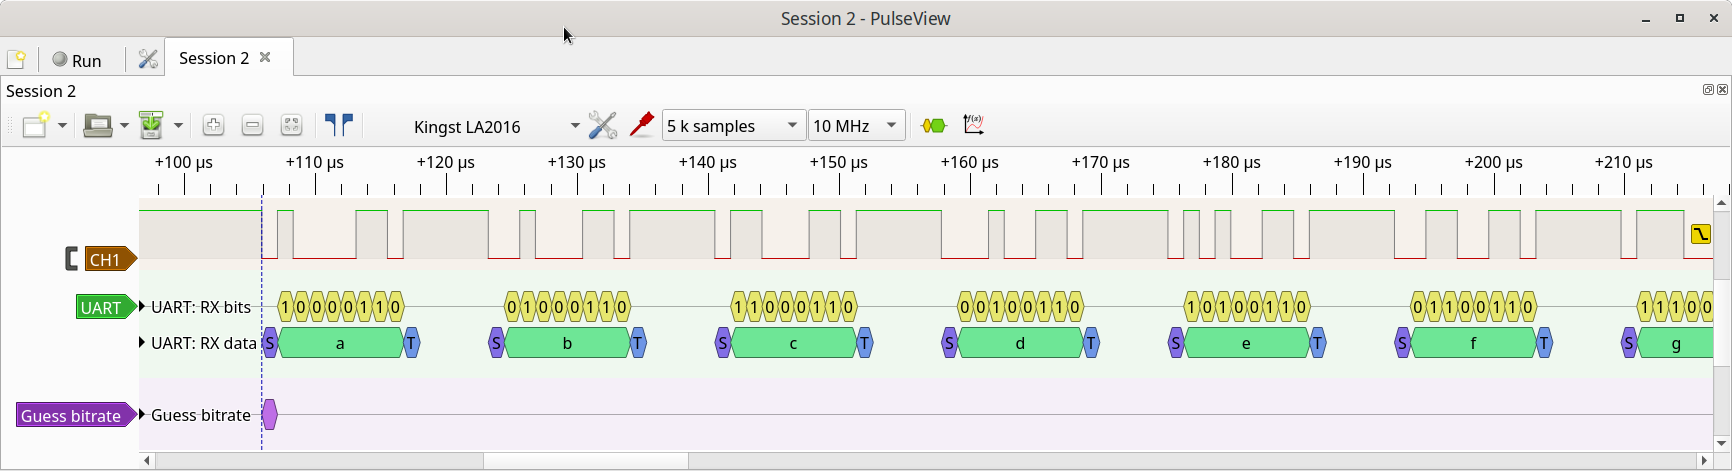 Session 2 - PulseView
Run
Session 2
Session 2
Kingst LA2016
5 k samples
10 MHz
+100 µs +110 µs +120 µs +130 µs +140 µs +150 µs +160 µs +170 µs +180 µs +190 µs +200 µs +210 µs
CH1
UART
UART: RX bits
1 0 0 0 0 1 1 0 0 1 0 0 0 1 1 0 1 1 0 0 0 1 1 0 0 0 1 0 0 1 1 0 1 0 1 0 0 1 1 0 0 1 1 0 0 1 1 0 1 1 1 0 0
UART: RX data
S a T S b T S c T S d T S e T S f T S g
Guess bitrate
Guess bitrate